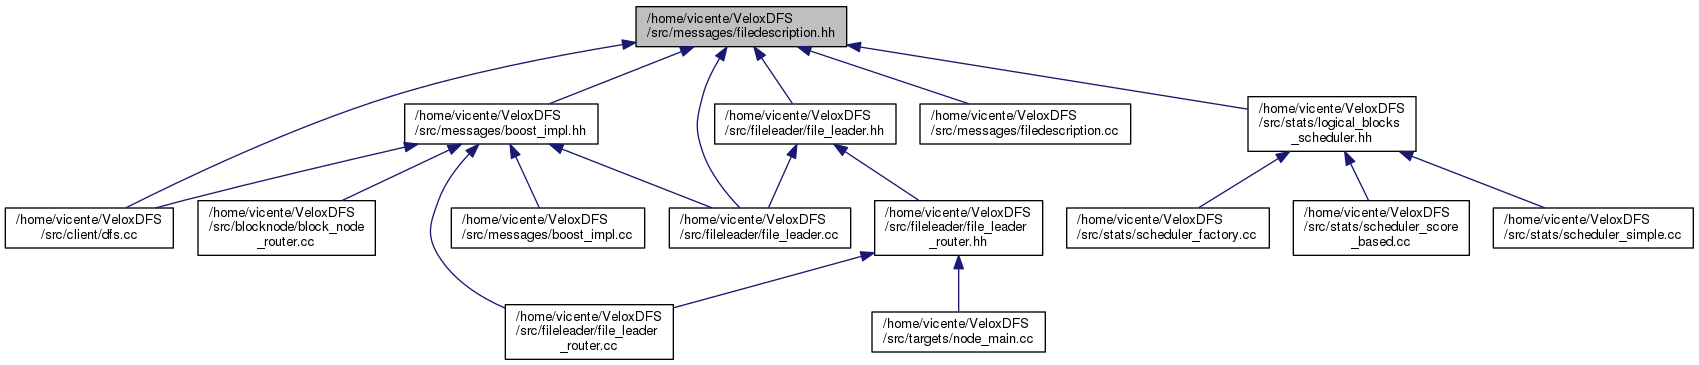 /home/vicente/VeloxDFS
/src/messages/filedescription.hh
/home/vicente/VeloxDFS
/src/messages/boost_impl.hh
/home/vicente/VeloxDFS
/src/fileleader/file_leader.hh
/home/vicente/VeloxDFS
/src/messages/filedescription.cc
/home/vicente/VeloxDFS
/src/stats/logical_blocks
_scheduler.hh
/home/vicente/VeloxDFS
/src/client/dfs.cc
/home/vicente/VeloxDFS
/src/blocknode/block_node
_router.cc
/home/vicente/VeloxDFS
/src/messages/boost_impl.cc
/home/vicente/VeloxDFS
/src/fileleader/file_leader.cc
/home/vicente/VeloxDFS
/src/fileleader/file_leader
_router.hh
/home/vicente/VeloxDFS
/src/stats/scheduler_factory.cc
/home/vicente/VeloxDFS
/src/stats/scheduler_score
_based.cc
/home/vicente/VeloxDFS
/src/stats/scheduler_simple.cc
/home/vicente/VeloxDFS
/src/fileleader/file_leader
_router.cc
/home/vicente/VeloxDFS
/src/targets/node_main.cc